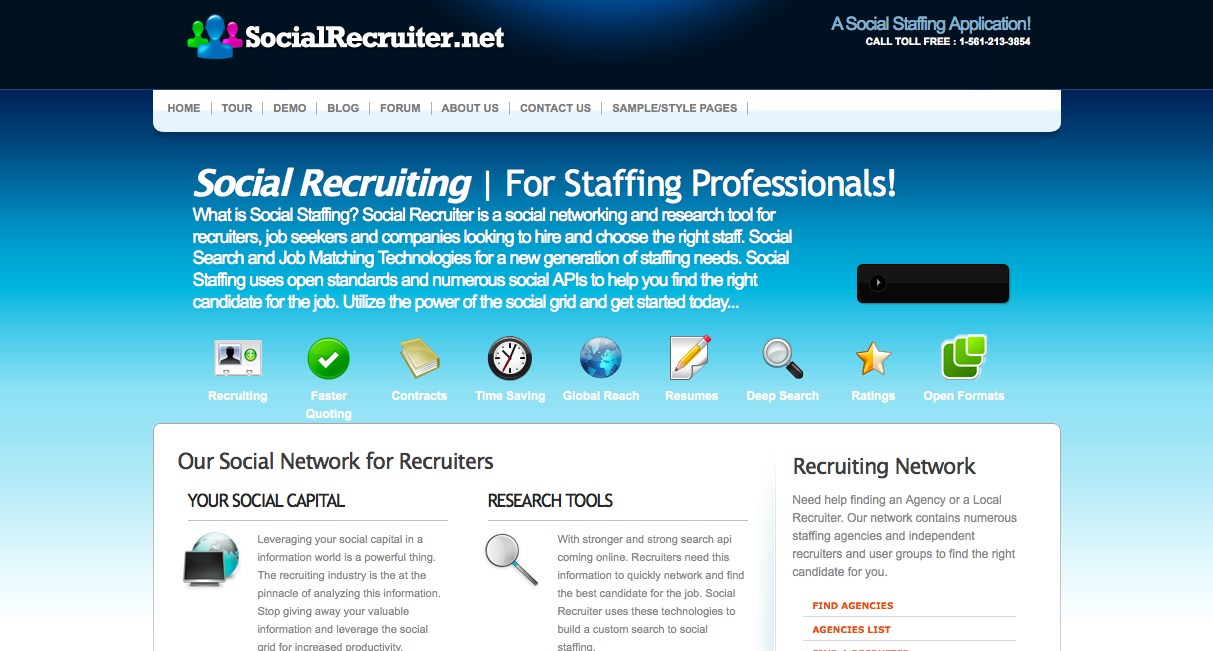 SocialRecruiter.net
A Social Staffing Application!
CALL TOLL FREE : 1-561-213-3854
HOME
TOUR
DEMO
BLOG
FORUM
ABOUT US
CONTACT US
SAMPLE/STYLE PAGES
Social Recruiting | For Staffing Professionals!
What is Social Staffing? Social Recruiter is a social networking and research tool for
recruiters, job seekers and companies looking to hire and choose the right staff. Social
Search and Job Matching Technologies for a new generation of staffing needs. Social
Staffing uses open standards and numerous social APIs to help you find the right
candidate for the job. Utilize the power of the social grid and get started today...
Recruiting
Faster
Quoting
Contracts
Time Saving
Global Reach
Resumes
Deep Search
Ratings
Open Formats
Our Social Network for Recruiters
YOUR SOCIAL CAPITAL
Leveraging your social capital in a
information world is a powerful thing.
The recruiting industry is the at the
pinnacle of analyzing this information.
Stop giving away your valuable
information and leverage the social
grid for increased productivity.
RESEARCH TOOLS
With stronger and strong search api
coming online. Recruiters need this
information to quickly network and find
the best candidate for the job. Social
Recruiter uses these technologies to
build a custom search to social
staffing.
Recruiting Network
Need help finding an Agency or a Local
Recruiter. Our network contains numerous
staffing agencies and independent
recruiters and user groups to find the right
candidate for you.
FIND AGENCIES
AGENCIES LIST
FIND A RECRUITER